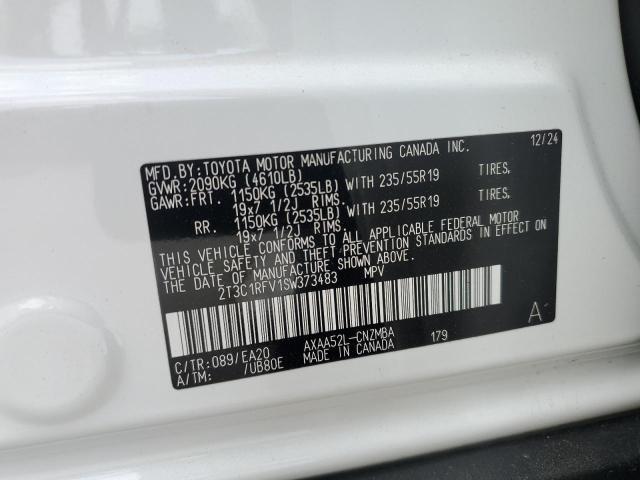 MFD.BY:TOYOTA MOTOR MANUFACTURING CANADA INC. 12/24
GVWR:2090KG (4610LB)
GAWR:FRT. 1150KG (2535LB) WITH 235/55R19 TIRES,
19x7 1/2J RIMS.
RR. 1150KG (2535LB) WITH 235/55R19 TIRES,
19x7 1/2J RIMS.
THIS VEHICLE CONFORMS TO ALL APPLICABLE FEDERAL MOTOR
VEHICLE SAFETY AND THEFT PREVENTION STANDARDS IN EFFECT ON
THE DATE OF MANUFACTURE SHOWN ABOVE.
2T3C1RFV1SW373483 MPV
A
C/TR:089/EA20 AXAA52L-CNZMBA 179
A/TM: /UB80E MADE IN CANADA